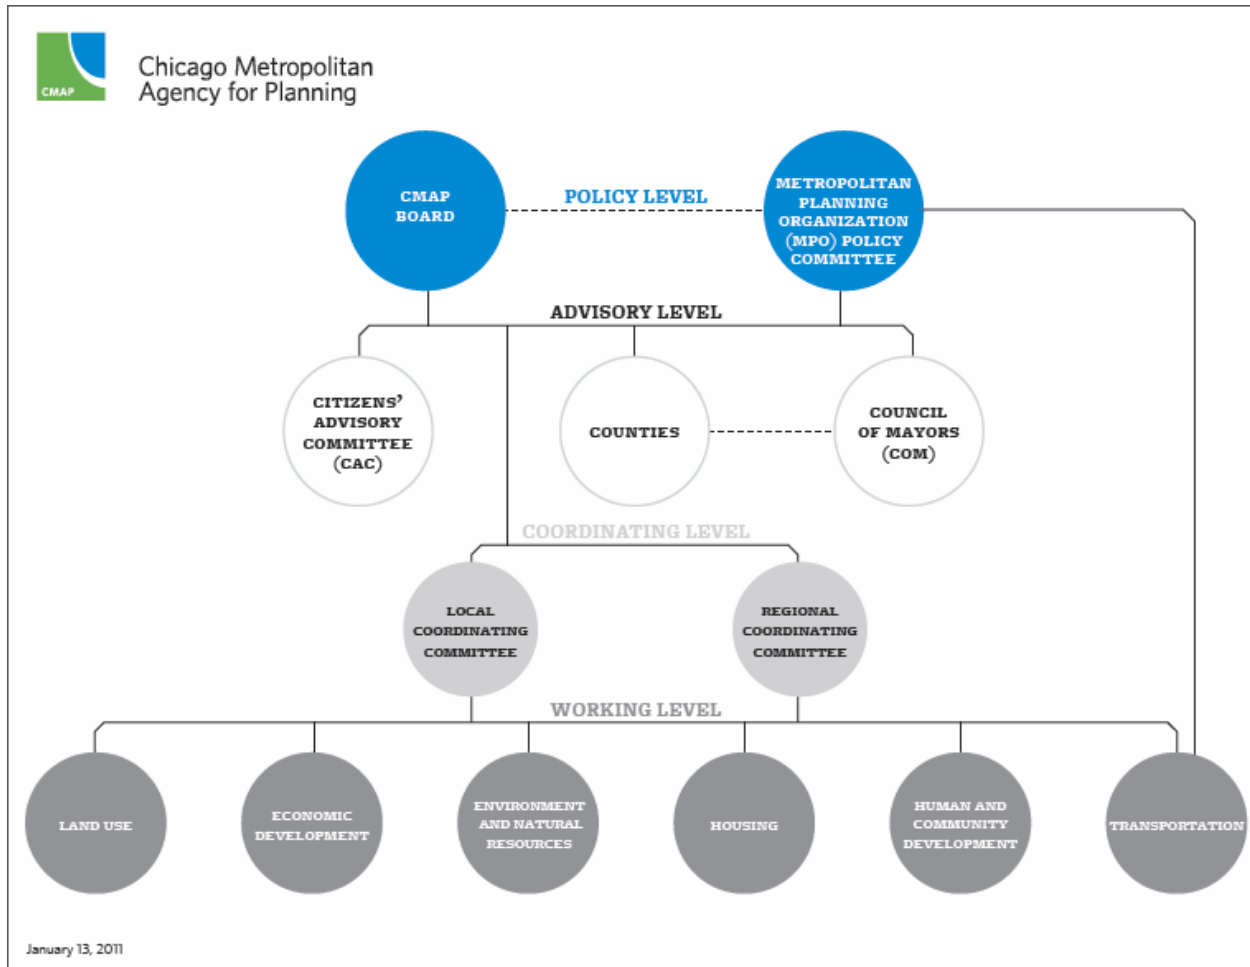 CMAP
Chicago Metropolitan
Agency for Planning
CMAP
BOARD
POLICY LEVEL
METROPOLITAN
PLANNING
ORGANIZATION
(MPO) POLICY
COMMITTEE
ADVISORY LEVEL
CITIZENS’
ADVISORY
COMMITTEE
(CAC)
COUNTIES
COUNCIL
OF MAYORS
(COM)
COORDINATING LEVEL
LOCAL
COORDINATING
COMMITTEE
REGIONAL
COORDINATING
COMMITTEE
WORKING LEVEL
LAND USE
ECONOMIC
DEVELOPMENT
ENVIRONMENT
AND NATURAL
RESOURCES
HOUSING
HUMAN AND
COMMUNITY
DEVELOPMENT
TRANSPORTATION
January 13, 2011